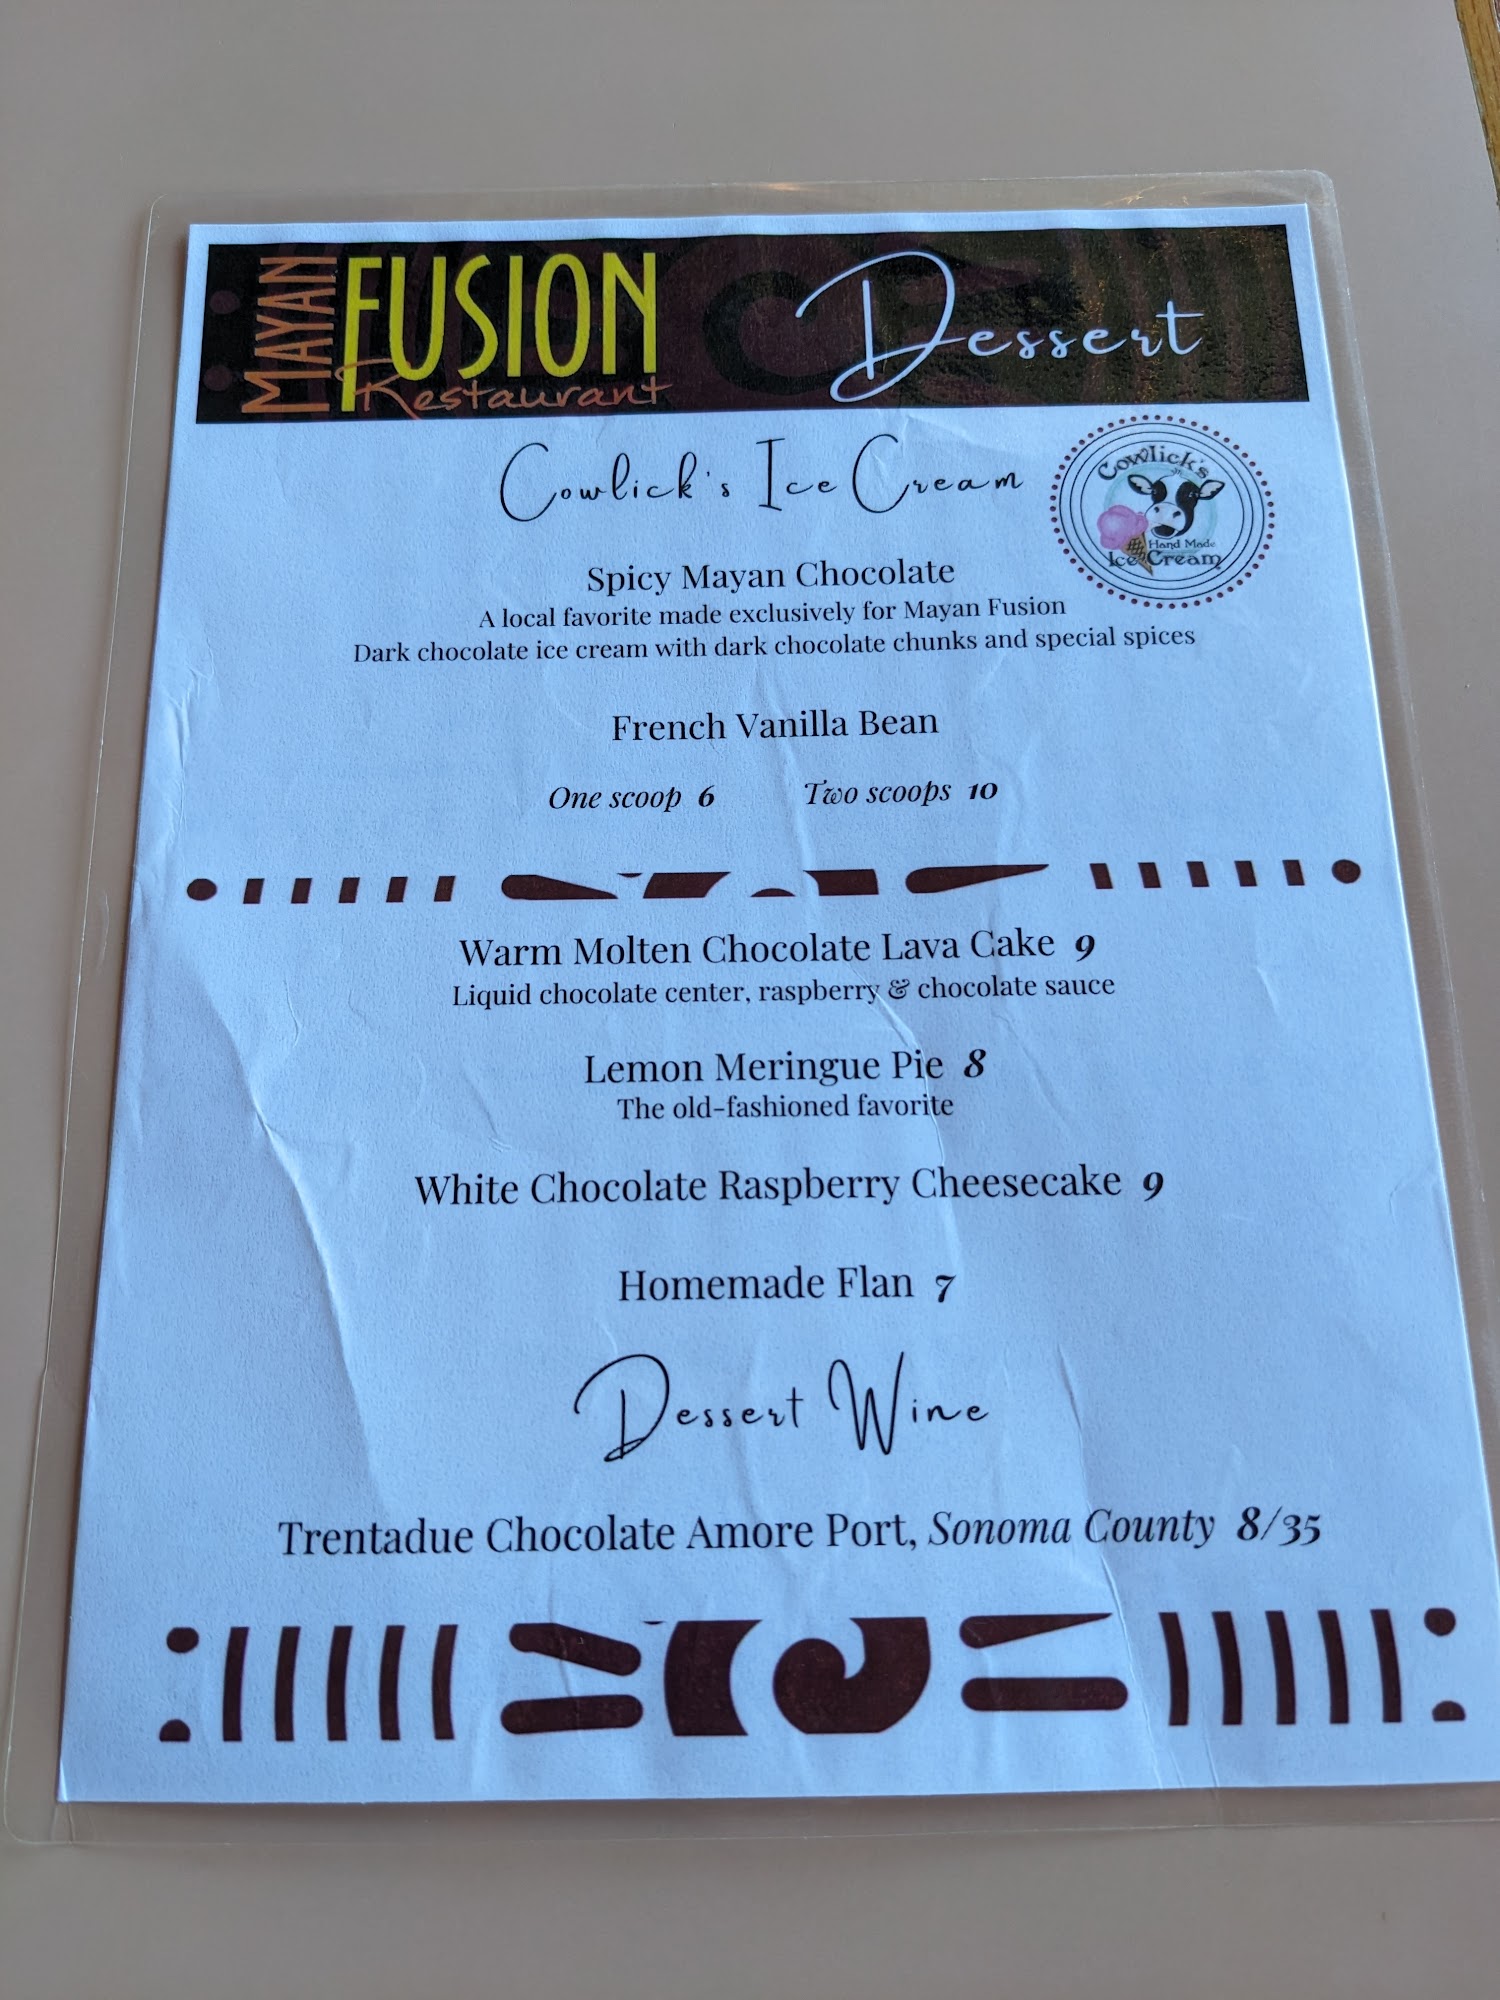 MAYAN FUSION Restaurant Dessert
Cowlick's Ice Cream
Cowlick's
Hand Made
Ice Cream
Spicy Mayan Chocolate
A local favorite made exclusively for Mayan Fusion
Dark chocolate ice cream with dark chocolate chunks and special spices
French Vanilla Bean
One scoop 6 Two scoops 10
Warm Molten Chocolate Lava Cake 9
Liquid chocolate center, raspberry & chocolate sauce
Lemon Meringue Pie 8
The old-fashioned favorite
White Chocolate Raspberry Cheesecake 9
Homemade Flan 7
Dessert Wine
Trentadue Chocolate Amore Port, Sonoma County 8/35